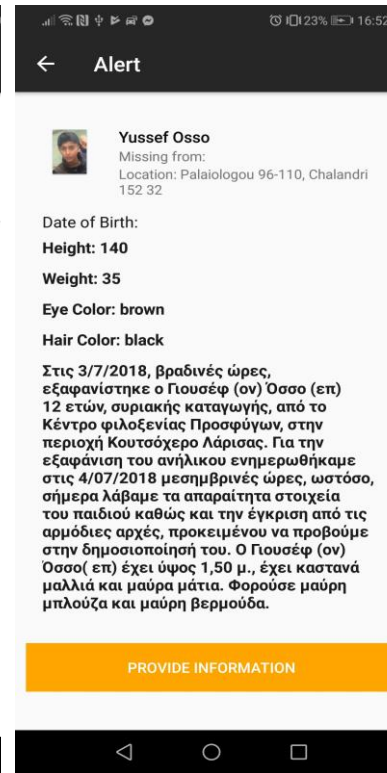 23% 16:52
Alert
Yussef Osso
Missing from:
Location: Palaiologou 96-110, Chalandri
152 32
Date of Birth:
Height: 140
Weight: 35
Eye Color: brown
Hair Color: black
Στις 3/7/2018, βραδινές ώρες,
εξαφανίστηκε ο Γιουσέφ (ον) Όσσο (επ)
12 ετών, συριακής καταγωγής, από το
Κέντρο φιλοξενίας Προσφύγων, στην
περιοχή Κουτσόχερο Λάρισας. Για την
εξαφάνιση του ανήλικου ενημερωθήκαμε
στις 4/07/2018 μεσημβρινές ώρες, ωστόσο,
σήμερα λάβαμε τα απαραίτητα στοιχεία
του παιδιού καθώς και την έγκριση από τις
αρμόδιες αρχές, προκειμένου να προβούμε
στην δημοσιοποίησή του. Ο Γιουσέφ (ον)
Όσσο( επ) έχει ύψος 1,50 μ., έχει καστανά
μαλλιά και μαύρα μάτια. Φορούσε μαύρη
μπλούζα και μαύρη βερμούδα.
PROVIDE INFORMATION